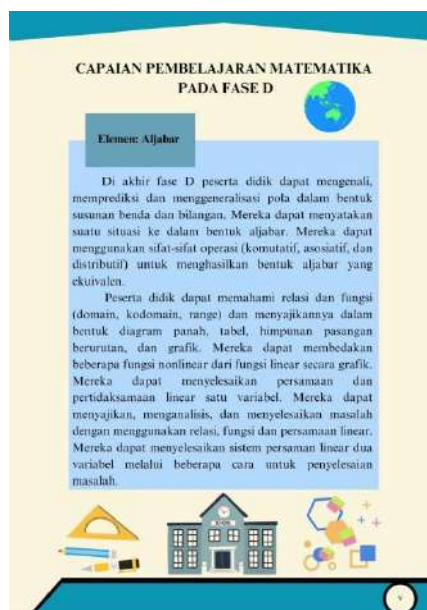 CAPAIAN PEMBELAJARAN MATEMATIKA
PADA FASE D
Elemen: Aljabar
Di akhir fase D peserta didik dapat mengenali,
memprediksi dan menggeneralisasi pola dalam bentuk
susunan benda dan bilangan. Mereka dapat menyatakan
suatu situasi ke dalam bentuk aljabar. Mereka dapat
menggunakan sifat-sifat operasi (komutatif, asosiatif, dan
distributif) untuk menghasilkan bentuk aljabar yang
ekuivalen.
Peserta didik dapat memahami relasi dan fungsi
(domain, kodomain, range) dan menyajikannya dalam
bentuk diagram panah, tabel, himpunan pasangan
berurutan, dan grafik. Mereka dapat membedakan
beberapa fungsi nonlinear dari fungsi linear secara grafik.
Mereka dapat menyelesaikan persamaan dan
pertidaksamaan linear satu variabel. Mereka dapat
menyajikan, menganalisis, dan menyelesaikan masalah
dengan menggunakan relasi, fungsi dan persamaan linear.
Mereka dapat menyelesaikan sistem persaman linear dua
variabel melalui beberapa cara untuk penyelesaian
masalah.
v